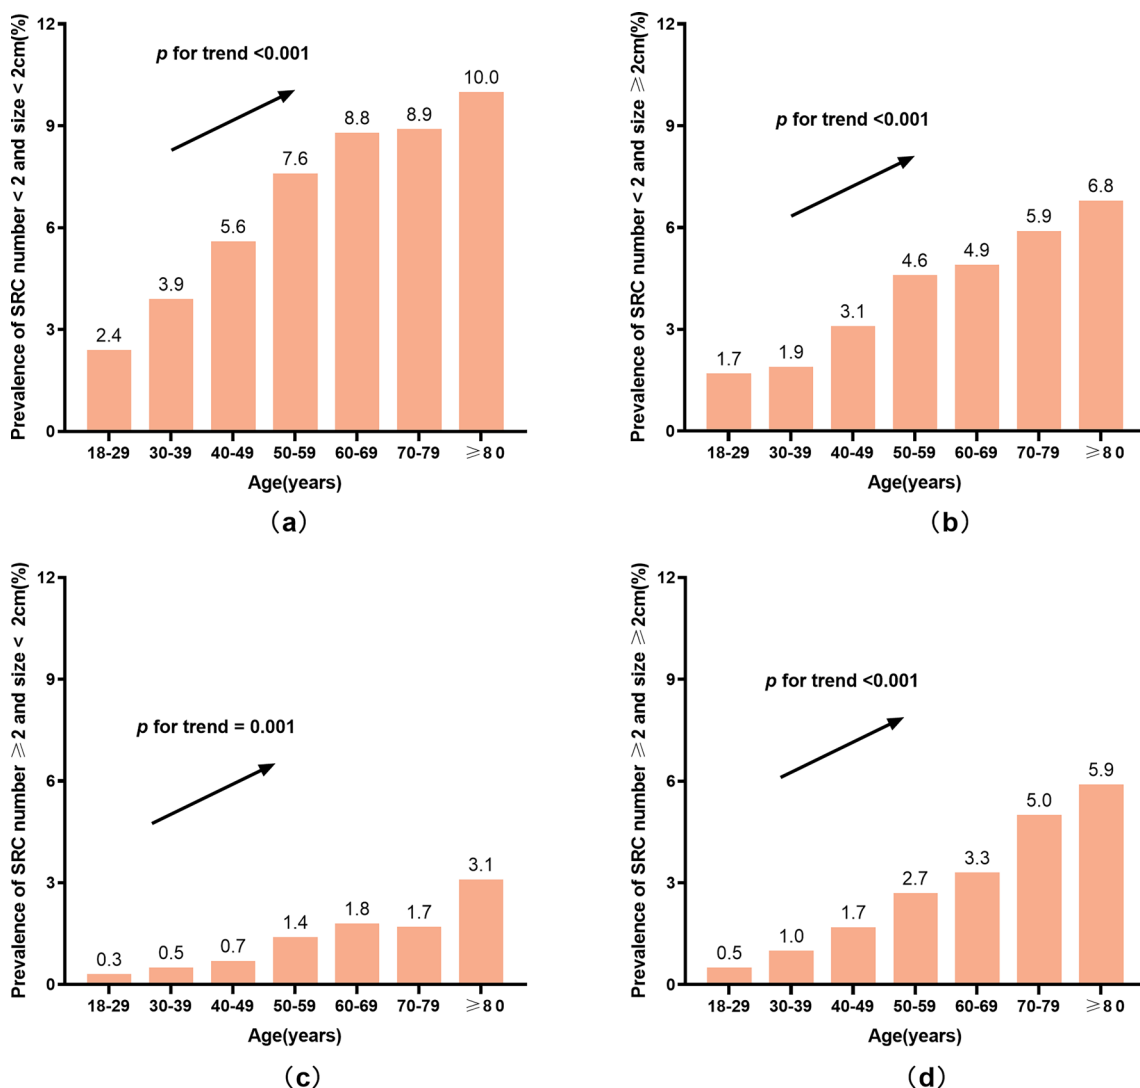 Prevalence of SRC number < 2 and size < 2cm(%)
12
9
6
3
0
p for trend <0.001
2.4
3.9
5.6
7.6
8.8
8.9
10.0
18-29 30-39 40-49 50-59 60-69 70-79 ≥80
Age(years)
(a)
Prevalence of SRC number < 2 and size ≥2cm(%)
12
9
6
3
0
p for trend <0.001
1.7
1.9
3.1
4.6
4.9
5.9
6.8
18-29 30-39 40-49 50-59 60-69 70-79 ≥80
Age(years)
(b)
Prevalence of SRC number ≥2 and size < 2cm(%)
12
9
6
3
0
p for trend = 0.001
0.3
0.5
0.7
1.4
1.8
1.7
3.1
18-29 30-39 40-49 50-59 60-69 70-79 ≥80
Age(years)
(c)
Prevalence of SRC number ≥2 and size ≥2cm(%)
12
9
6
3
0
p for trend <0.001
0.5
1.0
1.7
2.7
3.3
5.0
5.9
18-29 30-39 40-49 50-59 60-69 70-79 ≥80
Age(years)
(d)